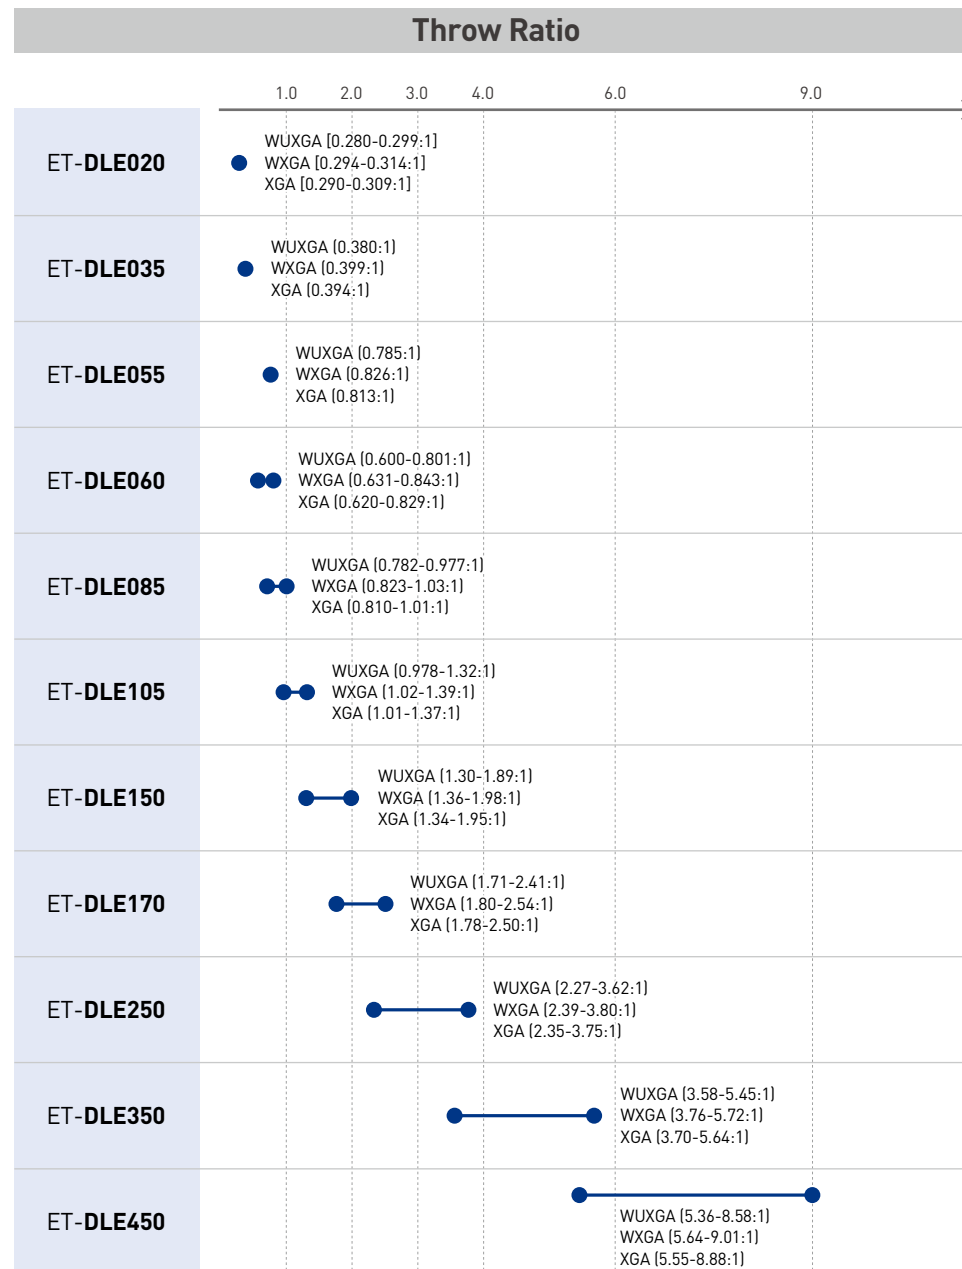 Throw Ratio
1.0 2.0 3.0 4.0 6.0 9.0
ET-DLE020
WUXGA [0.280-0.299:1]
WXGA [0.294-0.314:1]
XGA [0.290-0.309:1]
ET-DLE035
WUXGA (0.380:1)
WXGA (0.399:1)
XGA (0.394:1)
ET-DLE055
WUXGA (0.785:1)
WXGA (0.826:1)
XGA (0.813:1)
ET-DLE060
WUXGA (0.600-0.801:1)
WXGA (0.631-0.843:1)
XGA (0.620-0.829:1)
ET-DLE085
WUXGA (0.782-0.977:1)
WXGA (0.823-1.03:1)
XGA (0.810-1.01:1)
ET-DLE105
WUXGA (0.978-1.32:1)
WXGA (1.02-1.39:1)
XGA (1.01-1.37:1)
ET-DLE150
WUXGA (1.30-1.89:1)
WXGA (1.36-1.98:1)
XGA (1.34-1.95:1)
ET-DLE170
WUXGA (1.71-2.41:1)
WXGA (1.80-2.54:1)
XGA (1.78-2.50:1)
ET-DLE250
WUXGA (2.27-3.62:1)
WXGA (2.39-3.80:1)
XGA (2.35-3.75:1)
ET-DLE350
WUXGA (3.58-5.45:1)
WXGA (3.76-5.72:1)
XGA (3.70-5.64:1)
ET-DLE450
WUXGA (5.36-8.58:1)
WXGA (5.64-9.01:1)
XGA (5.55-8.88:1)